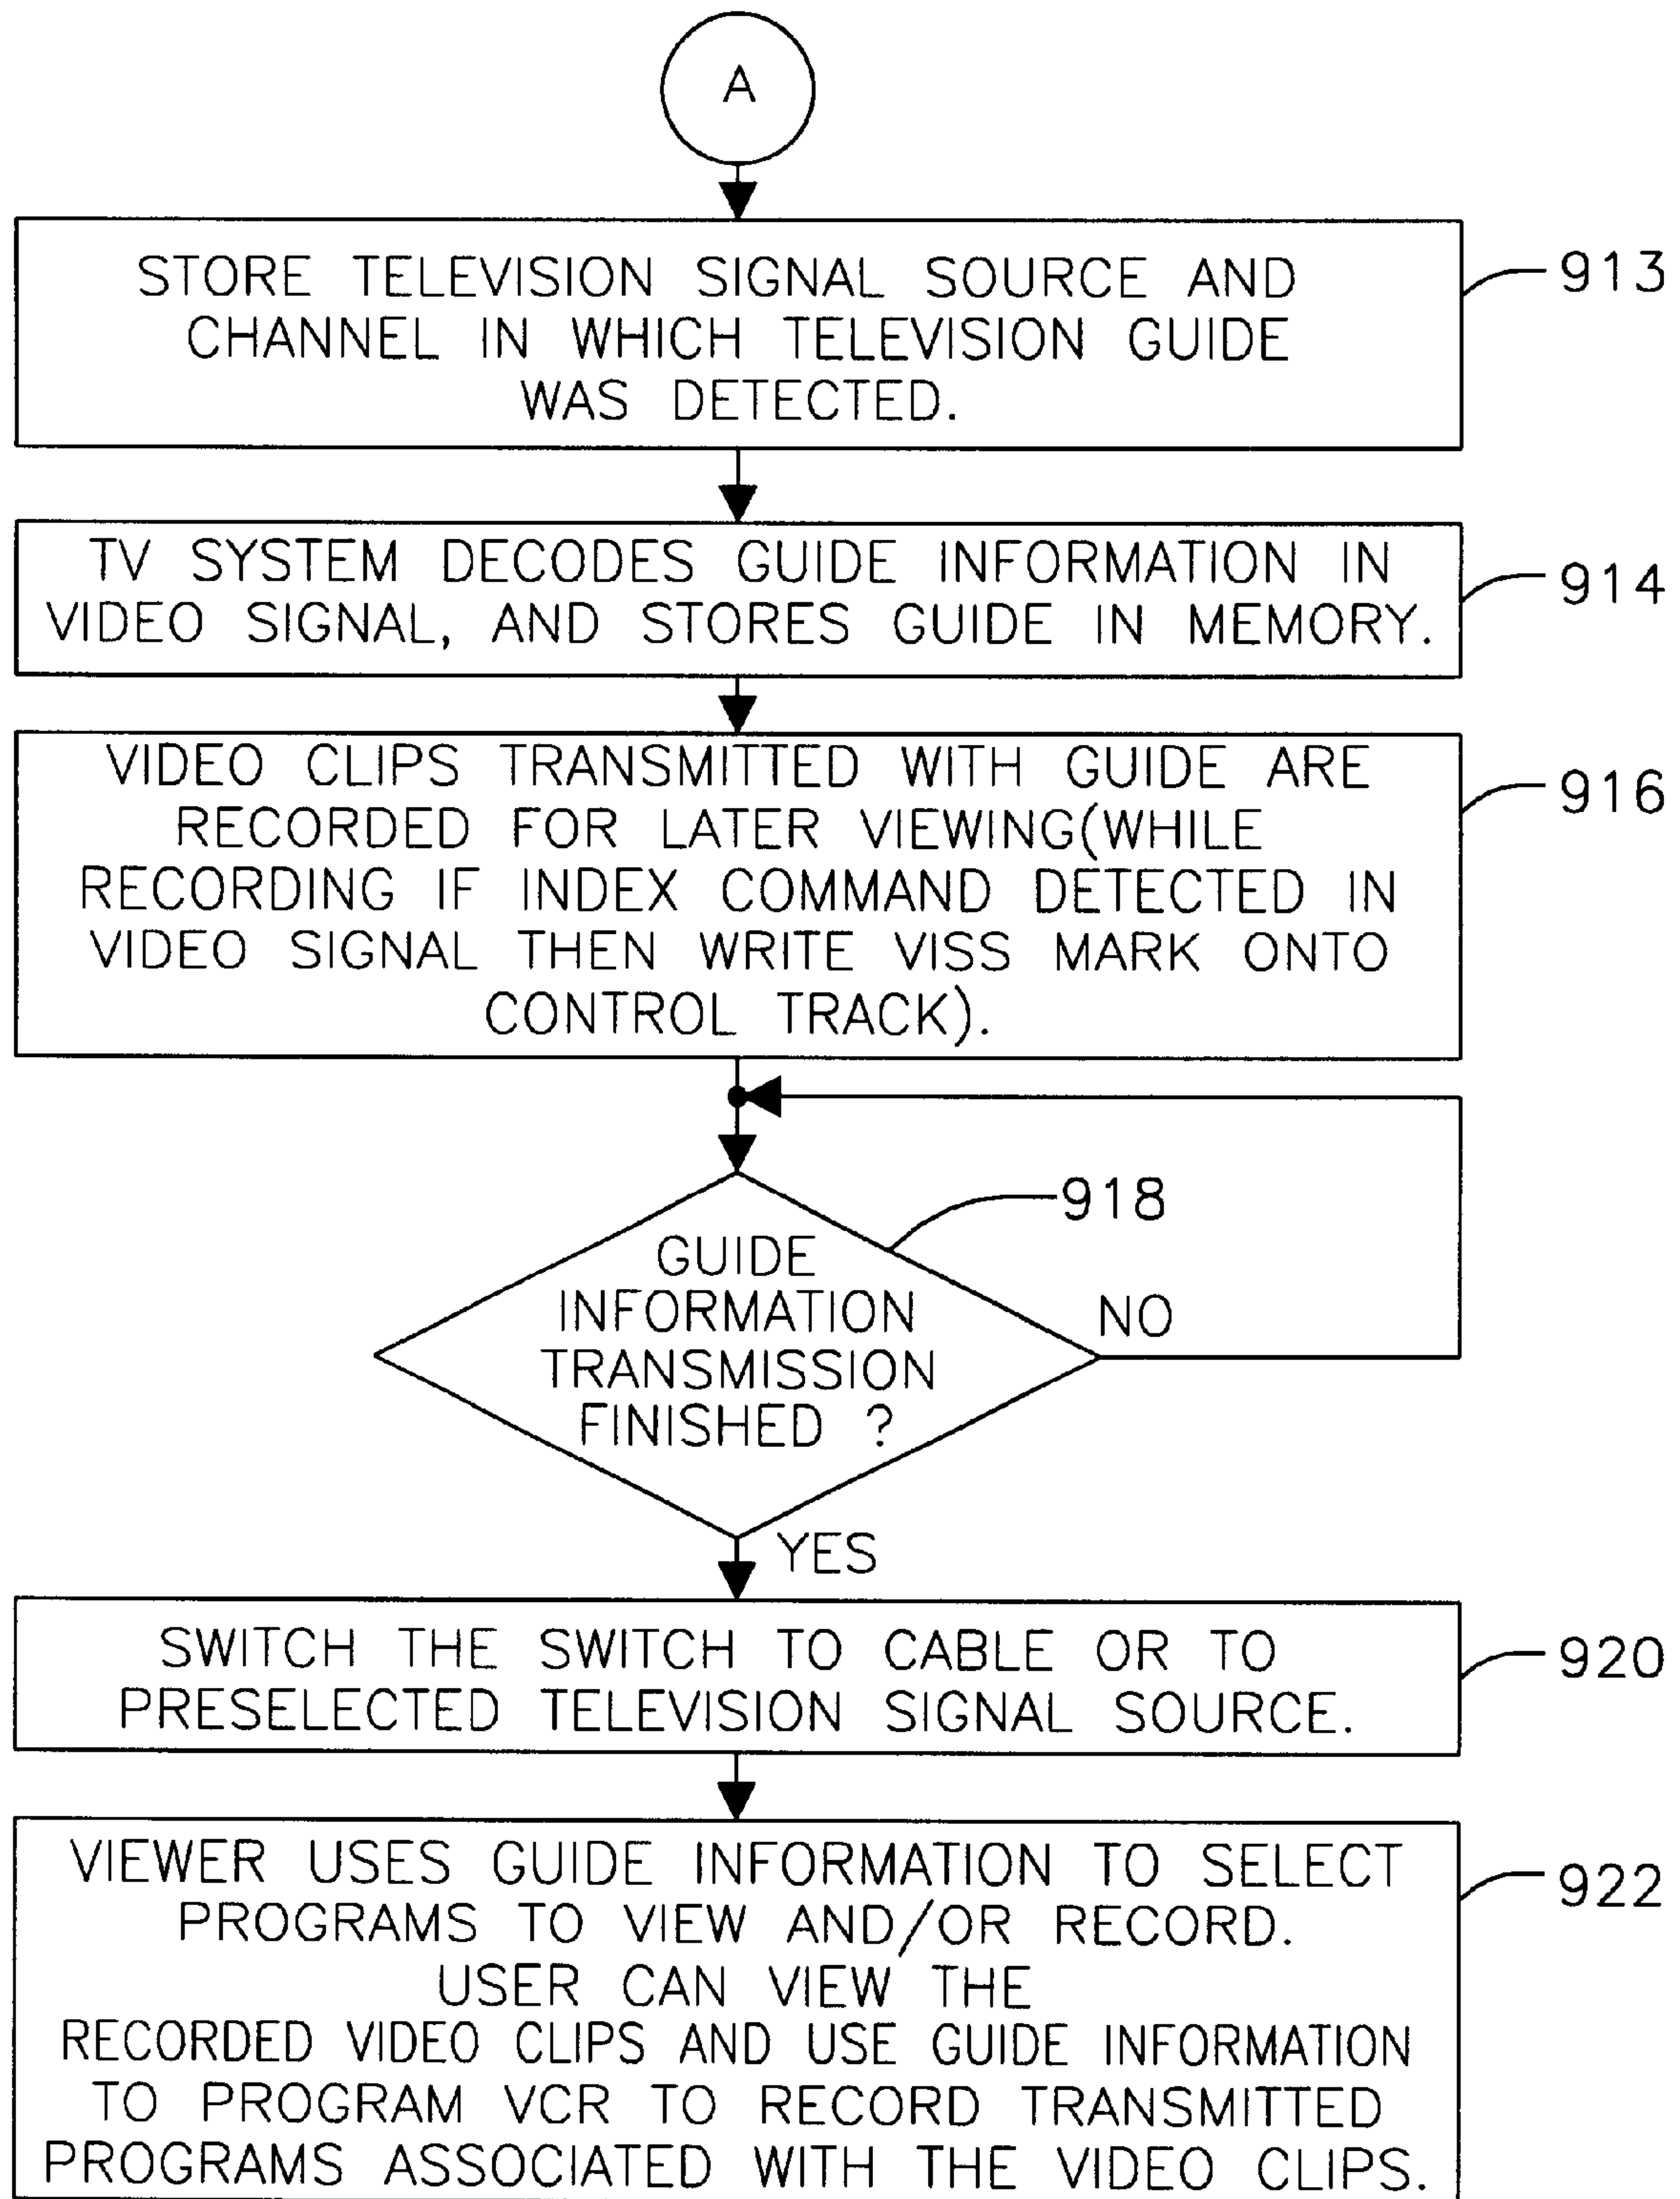 A
STORE TELEVISION SIGNAL SOURCE AND
CHANNEL IN WHICH TELEVISION GUIDE
WAS DETECTED.
913
TV SYSTEM DECODES GUIDE INFORMATION IN
VIDEO SIGNAL, AND STORES GUIDE IN MEMORY.
914
VIDEO CLIPS TRANSMITTED WITH GUIDE ARE
RECORDED FOR LATER VIEWING(WHILE
RECORDING IF INDEX COMMAND DETECTED IN
VIDEO SIGNAL THEN WRITE VISS MARK ONTO
CONTROL TRACK).
916
918
GUIDE
INFORMATION
TRANSMISSION
FINISHED ?
NO
YES
SWITCH THE SWITCH TO CABLE OR TO
PRESELECTED TELEVISION SIGNAL SOURCE.
920
VIEWER USES GUIDE INFORMATION TO SELECT
PROGRAMS TO VIEW AND/OR RECORD.
USER CAN VIEW THE
RECORDED VIDEO CLIPS AND USE GUIDE INFORMATION
TO PROGRAM VCR TO RECORD TRANSMITTED
PROGRAMS ASSOCIATED WITH THE VIDEO CLIPS.
922